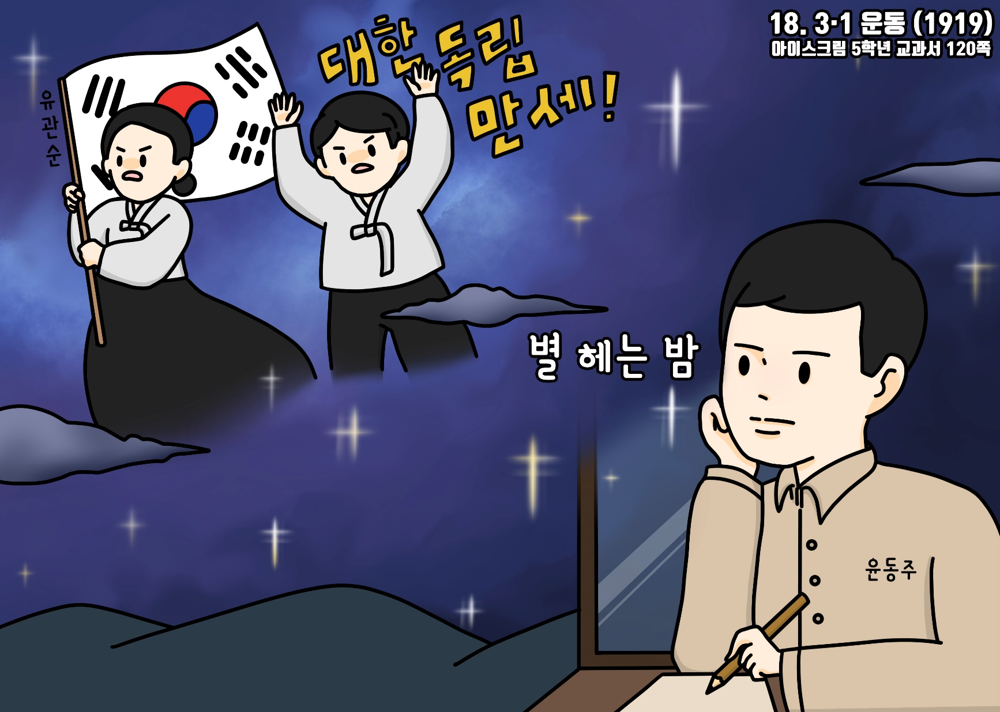 18. 3·1 운동 (1919)
아이스크림 5학년 교과서 120쪽
대한독립
만세!
유관순
별 헤는 밤
윤동주